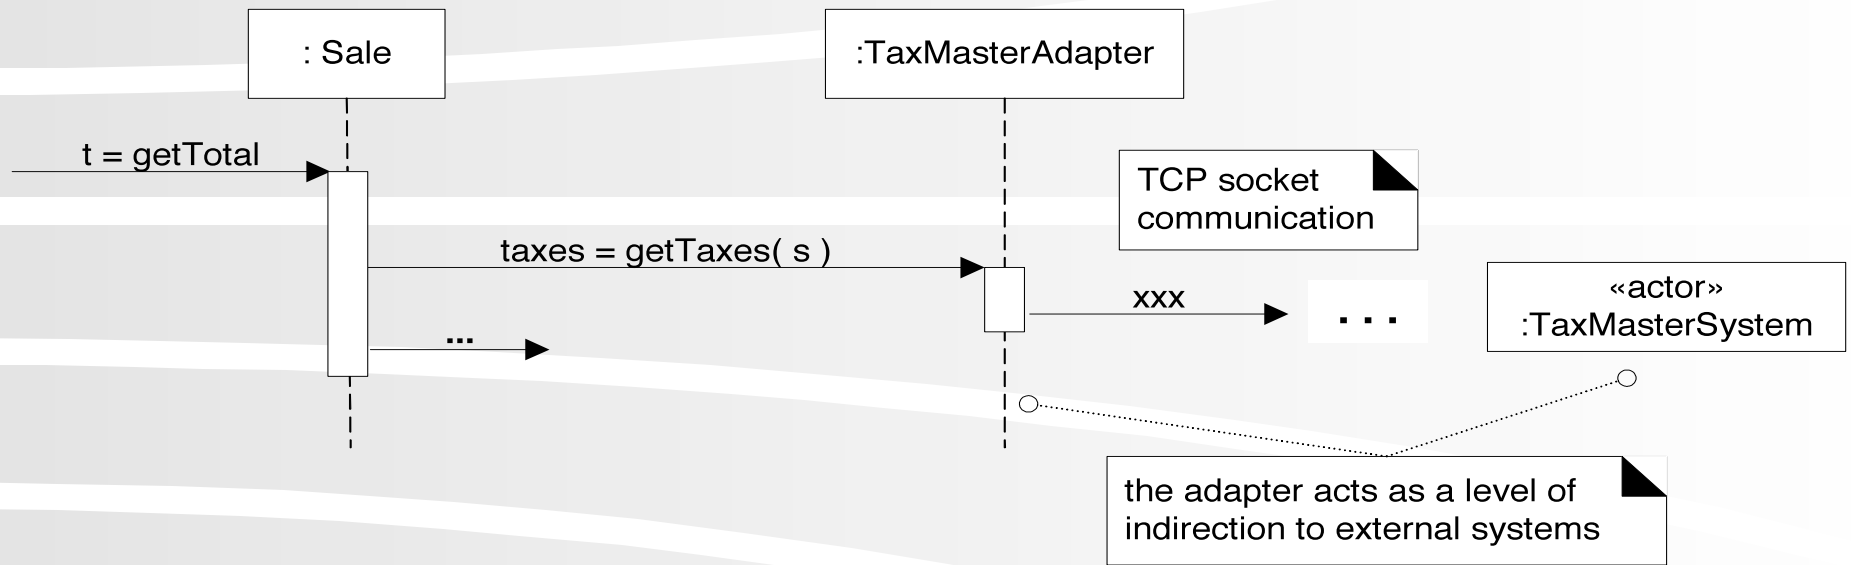 : Sale
:TaxMasterAdapter
t = getTotal
TCP socket
communication
taxes = getTaxes( s )
xxx
...
«actor»
:TaxMasterSystem
...
the adapter acts as a level of
indirection to external systems